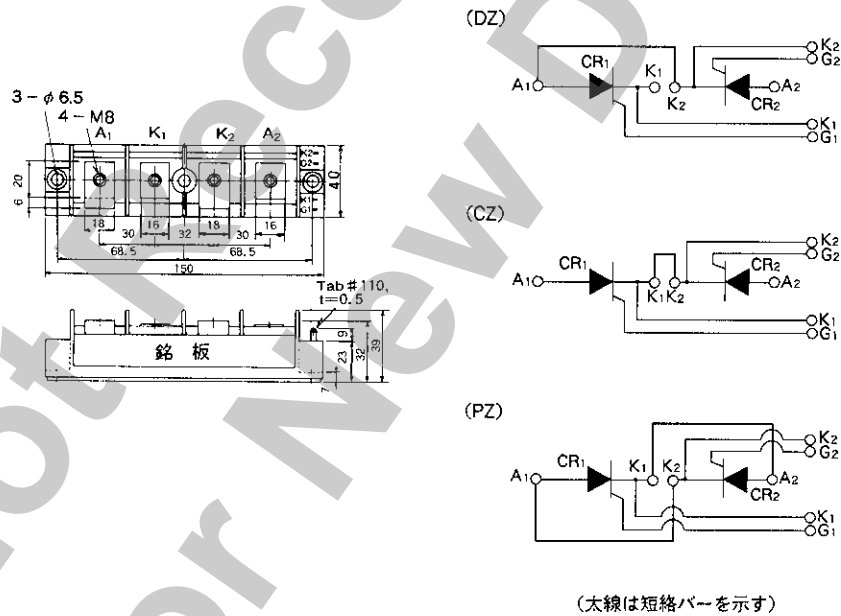 (DZ)
A1
CR1
K1
K2
CR2
A2
K2
G2
K1
G1
3-φ6.5
4-M8
A1
K1
K2
A2
K2
G2
K1
G1
20
6
40
18
30
16
32
18
30
16
68.5
68.5
150
Tab#110,
t=0.5
銘板
9
23
32
39
7
(CZ)
A1
CR1
K1K2
CR2
A2
K2
G2
K1
G1
(PZ)
A1
CR1
K1
K2
CR2
A2
K2
G2
K1
G1
(太線は短絡バーを示す)